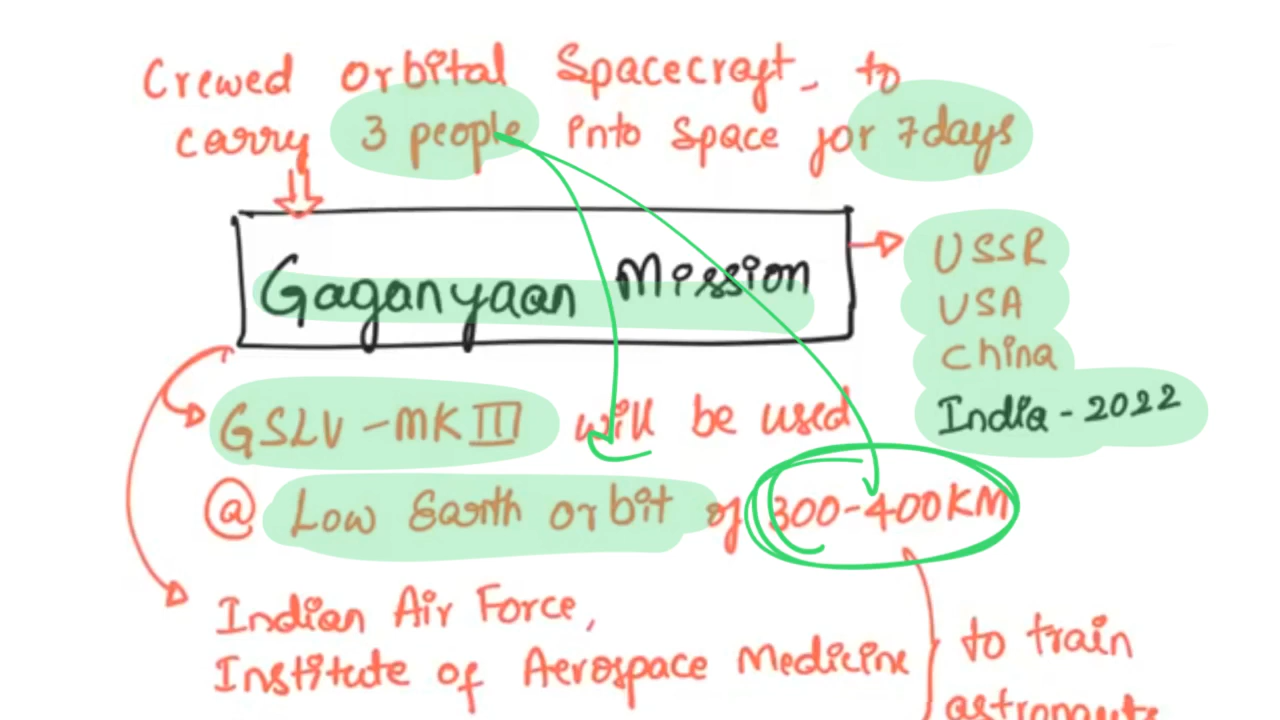 Crewed orbital Spacecraft, to
carry 3 people into space for 7days
Gaganyaan Mission
USSR
USA
China
India - 2022
GSLV - MK III will be used
@ Low Earth orbit of 300-400KM
Indian Air Force,
Institute of Aerospace Medicine
to train
astronauts